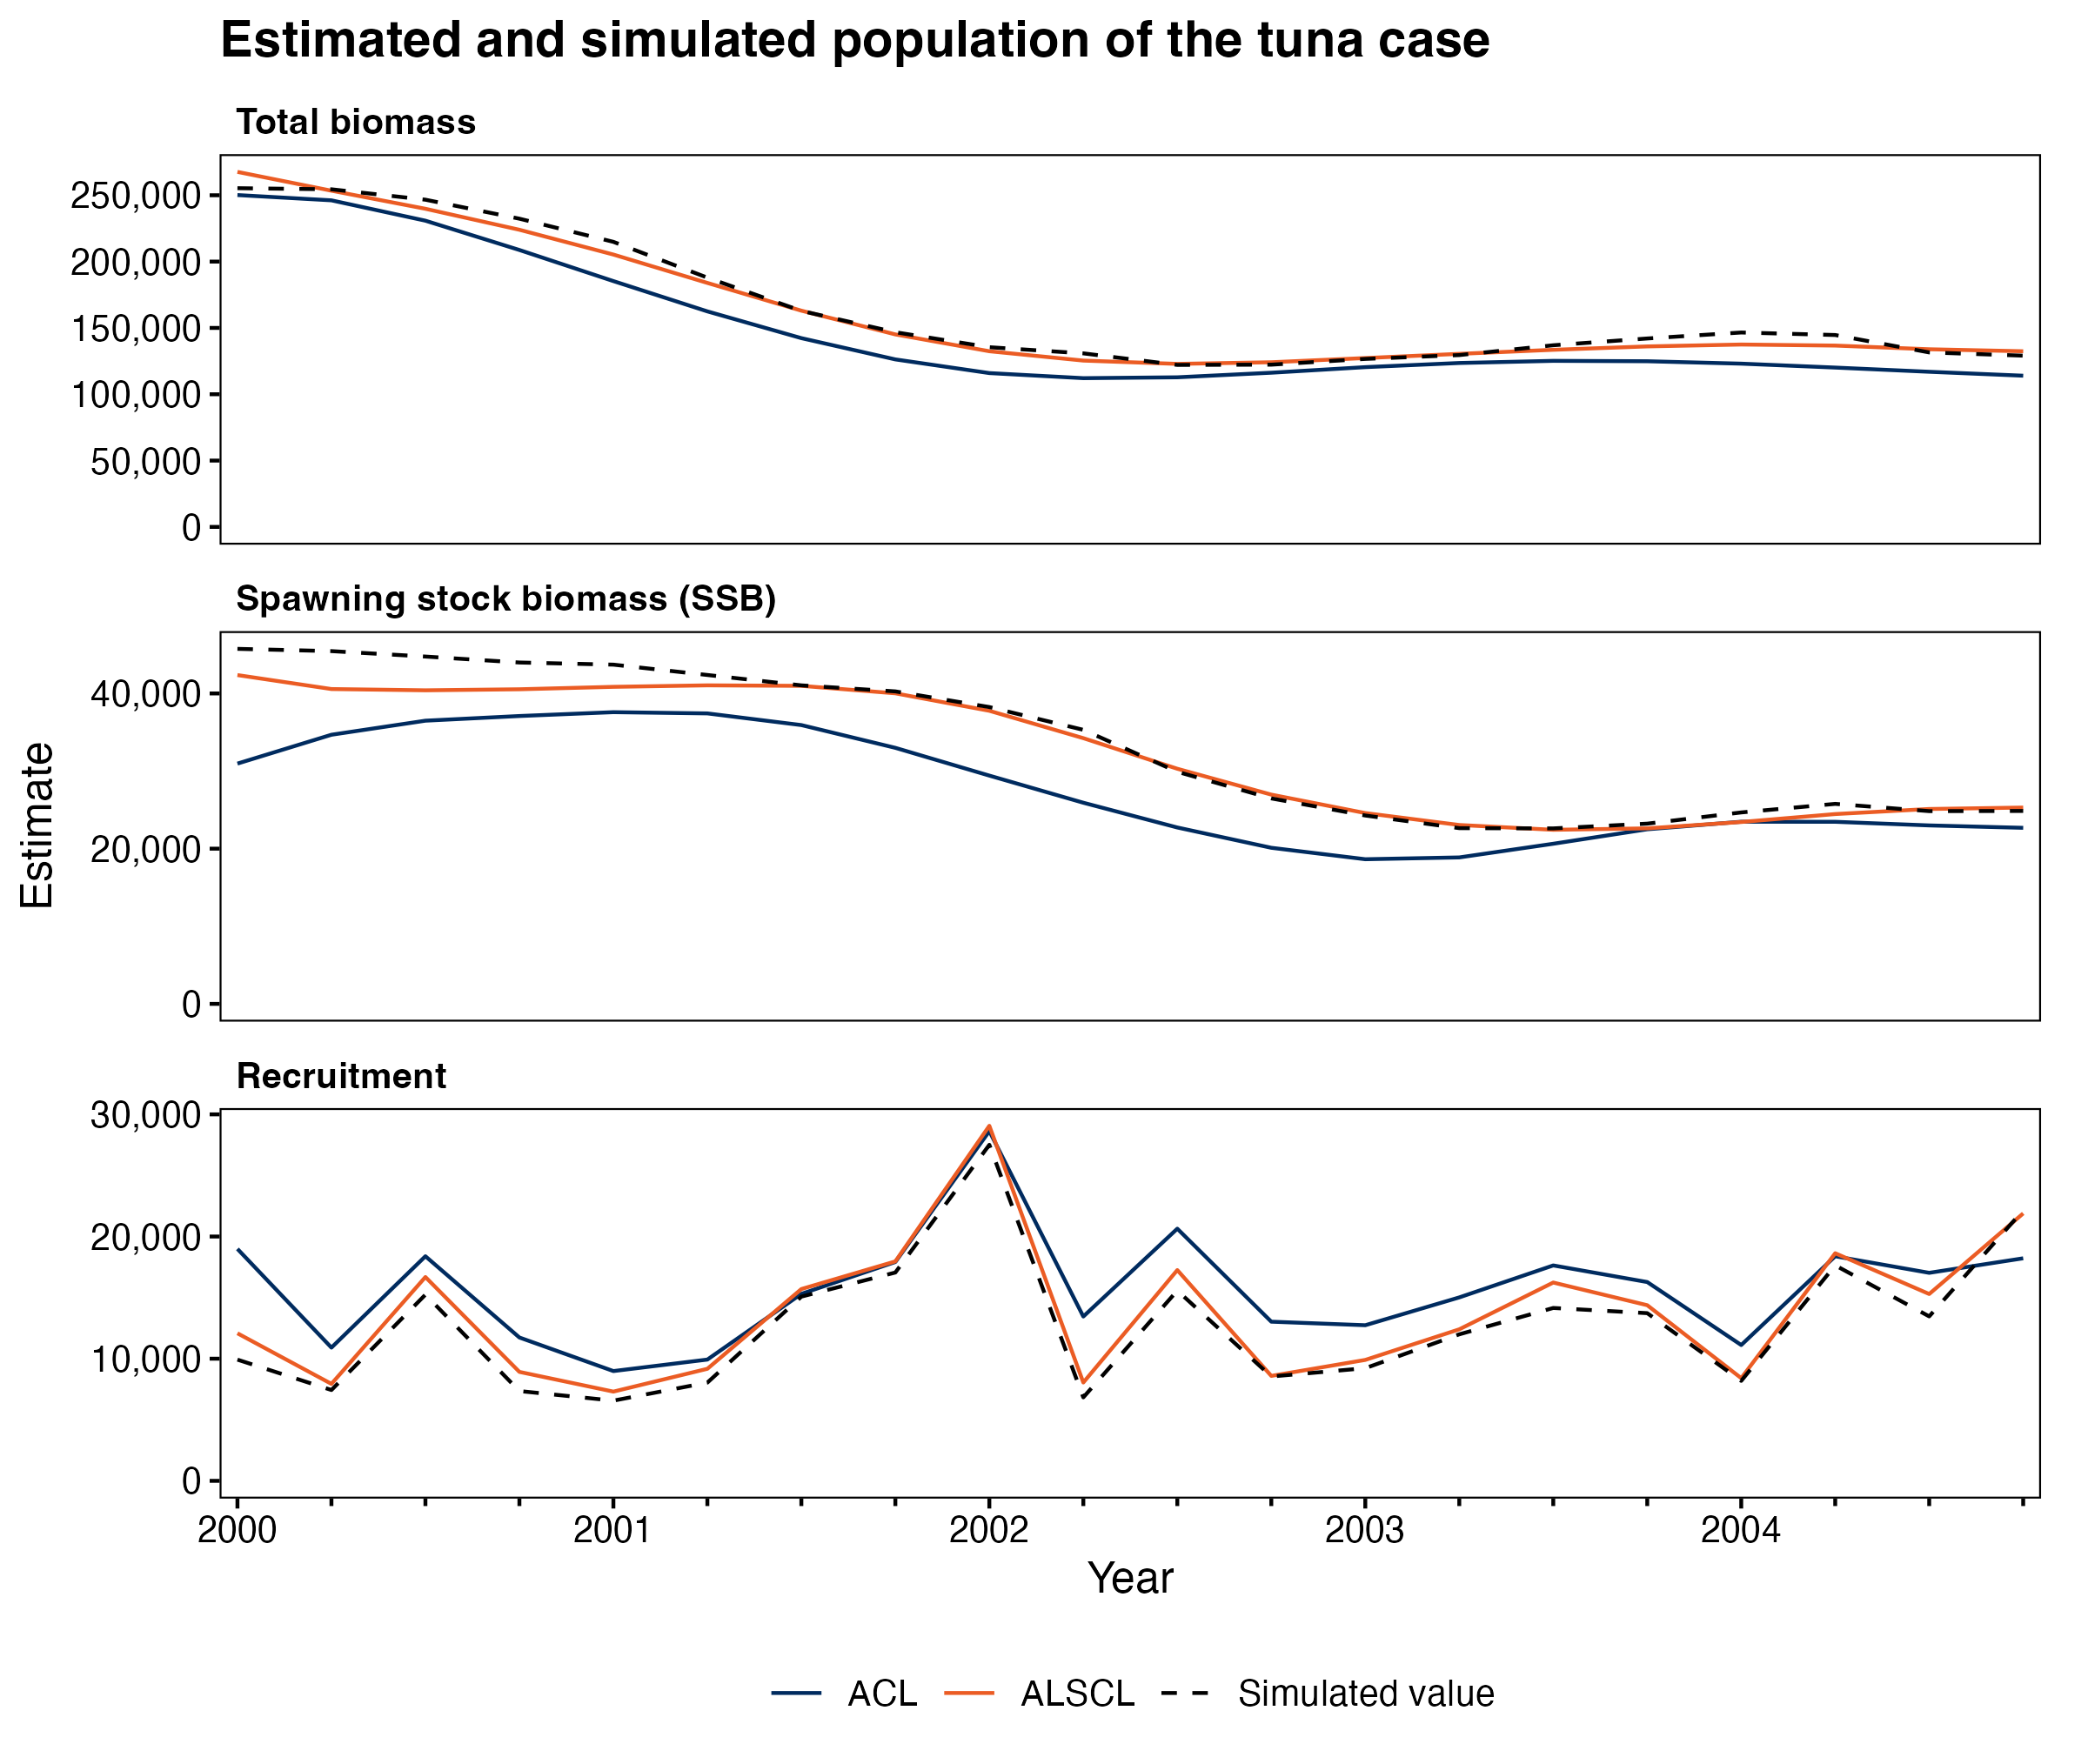 Estimated and simulated population of the tuna case
Total biomass
250,000
200,000
150,000
100,000
50,000
0
Spawning stock biomass (SSB)
40,000
20,000
0
Estimate
Recruitment
30,000
20,000
10,000
0
2000 2001 2002 2003 2004
Year
ACL ALSCL Simulated value